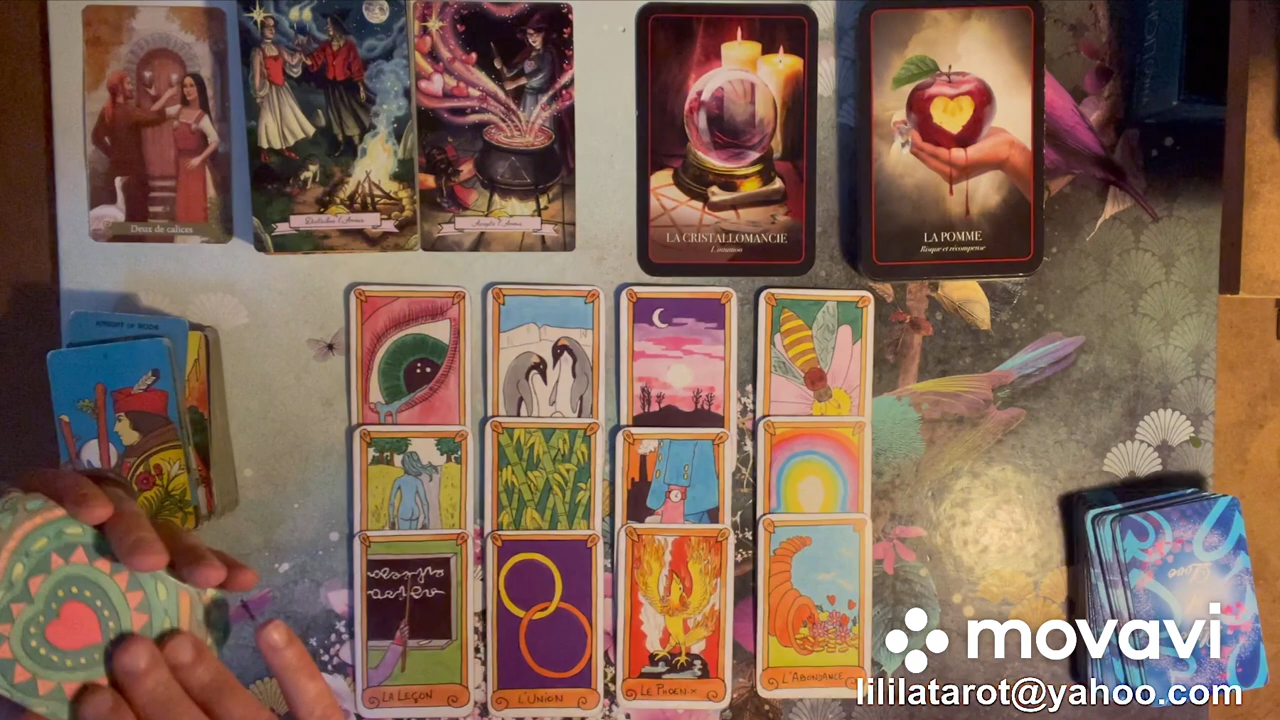 Deux de calices
LA CRISTALLOMANCIE
L'intuition
LA POMME
Risque et récompense
KNIGHT OF RODS
LA LEÇON
L'UNION
LE PHOENIX
L'ABONDANCE
movavi
lililatarot@yahoo.com